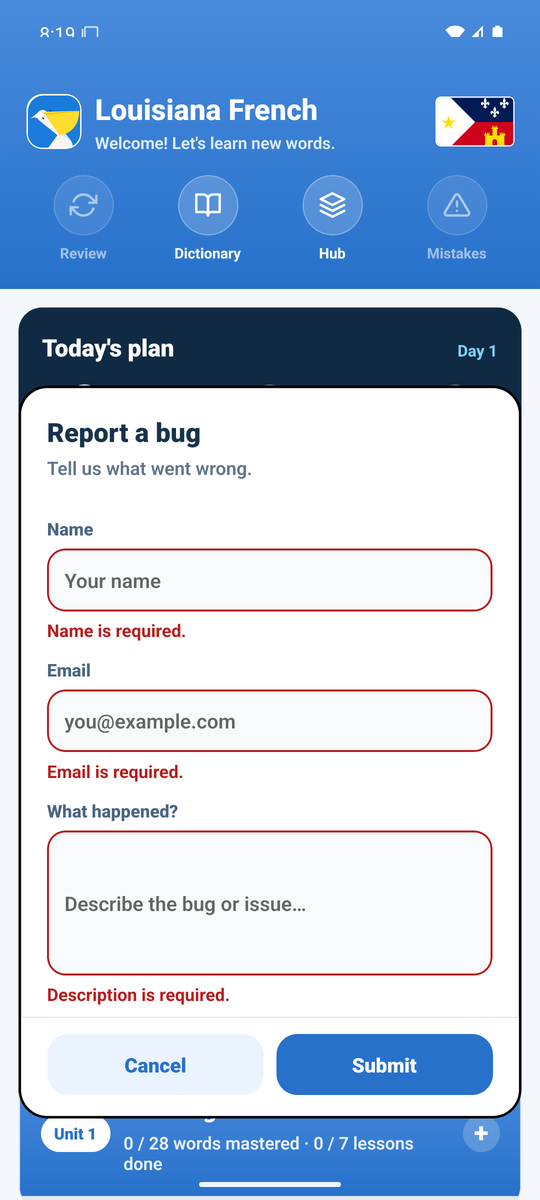 8:19
Louisiana French
Welcome! Let's learn new words.
Review
Dictionary
Hub
Mistakes
Today's plan
Day 1
Report a bug
Tell us what went wrong.
Name
Your name
Name is required.
Email
you@example.com
Email is required.
What happened?
Describe the bug or issue...
Description is required.
Cancel
Submit
Unit 1
0 / 28 words mastered · 0 / 7 lessons
done